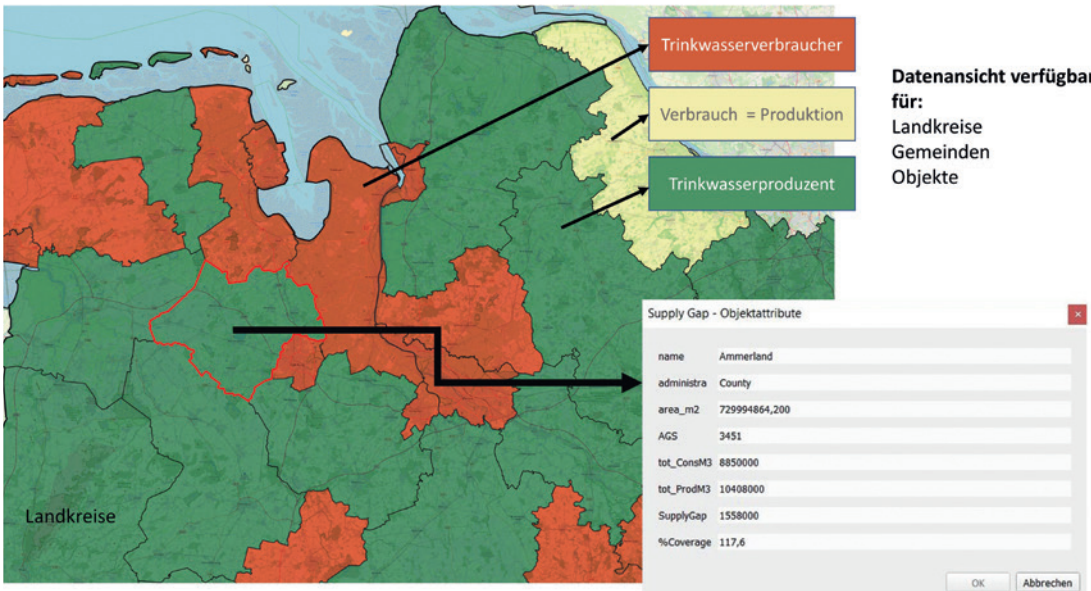 Trinkwasserverbraucher
Verbrauch = Produktion
Trinkwasserproduzent
Datenansicht verfügbar
für:
Landkreise
Gemeinden
Objekte
Landkreise
Supply Gap - Objektattribute
name Ammerland
administra County
area_m2 729994864,200
AGS 3451
tot_ConsM3 8850000
tot_ProdM3 10408000
SupplyGap 1558000
%Coverage 117,6
OK Abbrechen